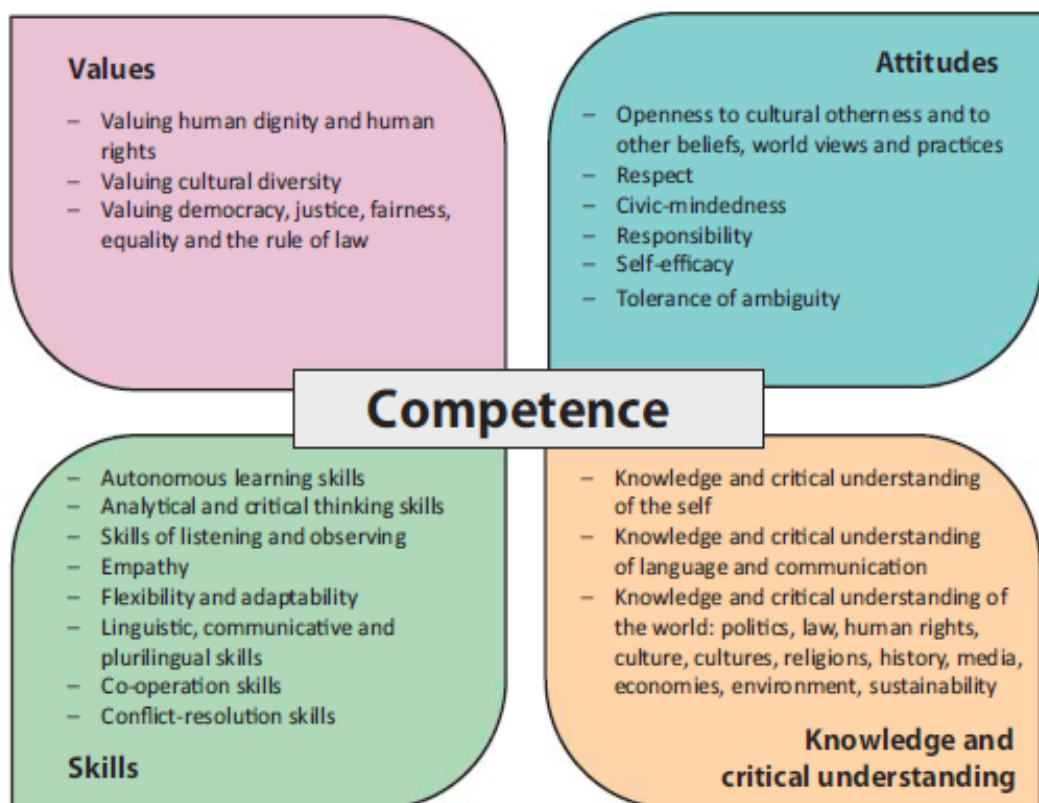 Values
– Valuing human dignity and human
rights
– Valuing cultural diversity
– Valuing democracy, justice, fairness,
equality and the rule of law
Attitudes
– Openness to cultural otherness and to
other beliefs, world views and practices
– Respect
– Civic-mindedness
– Responsibility
– Self-efficacy
– Tolerance of ambiguity
Competence
– Autonomous learning skills
– Analytical and critical thinking skills
– Skills of listening and observing
– Empathy
– Flexibility and adaptability
– Linguistic, communicative and
plurilingual skills
– Co-operation skills
– Conflict-resolution skills
Skills
– Knowledge and critical understanding
of the self
– Knowledge and critical understanding
of language and communication
– Knowledge and critical understanding of
the world: politics, law, human rights,
culture, cultures, religions, history, media,
economies, environment, sustainability
Knowledge and
critical understanding